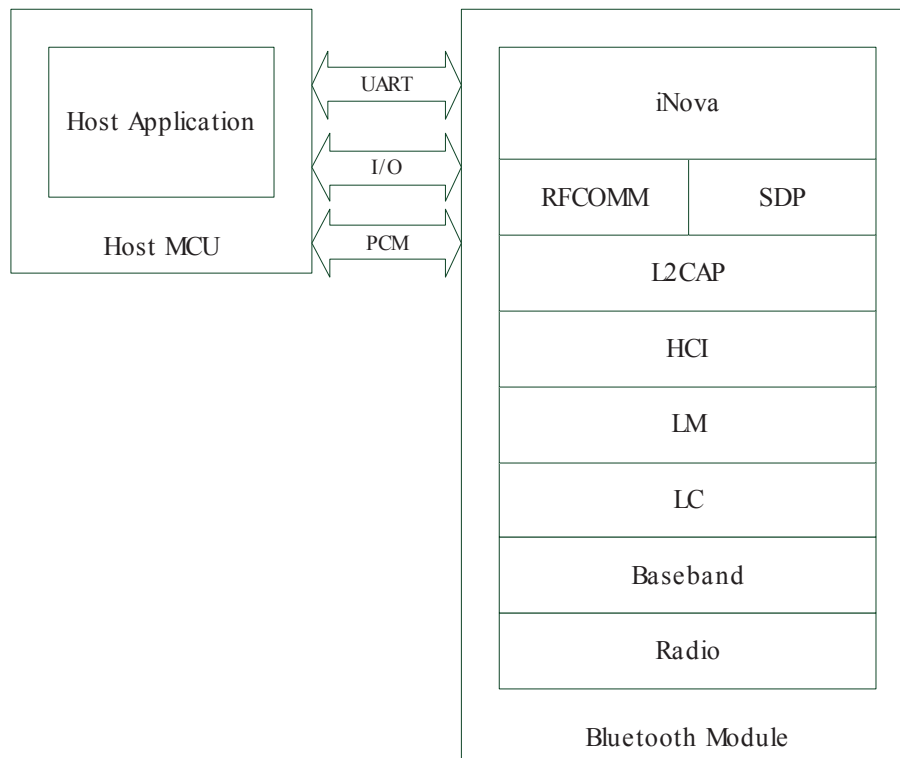 Host Application
Host MCU
UART
I/O
PCM
iNova
RFCOMM
SDP
L2CAP
HCI
LM
LC
Baseband
Radio
Bluetooth Module